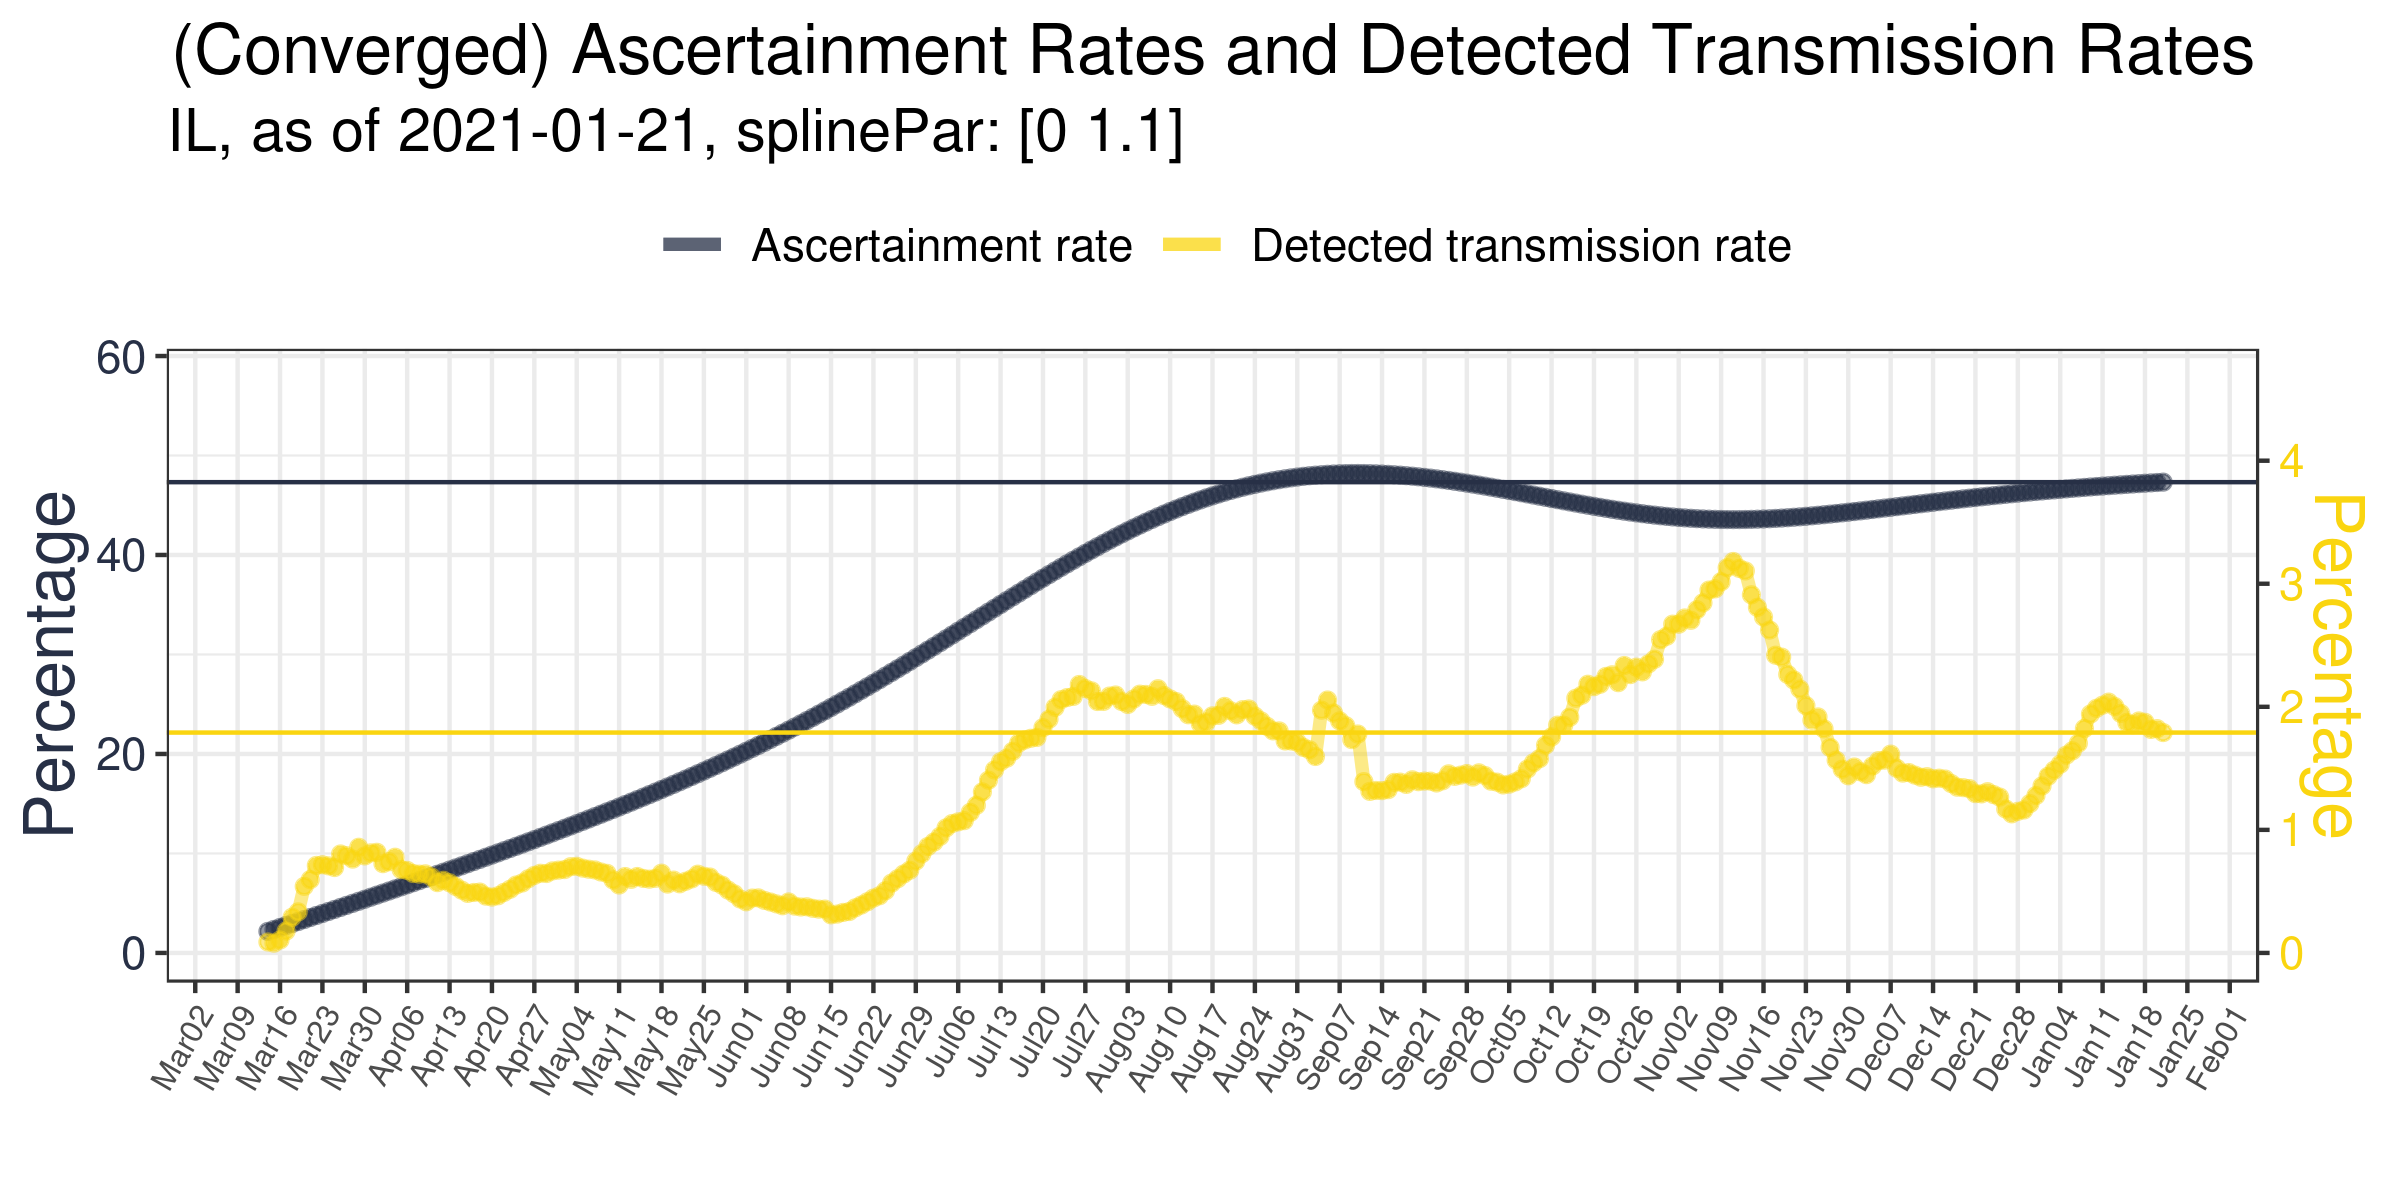 (Converged) Ascertainment Rates and Detected Transmission Rates
IL, as of 2021-01-21, splinePar: [0 1.1]
Ascertainment rate Detected transmission rate
Percentage
60
40
20
0
4
3
2
1
0
Percentage
Mar02 Mar09 Mar16 Mar23 Mar30 Apr06 Apr13 Apr20 Apr27 May04 May11 May18 May25 Jun01 Jun08 Jun15 Jun22 Jun29 Jul06 Jul13 Jul20 Jul27 Aug03 Aug10 Aug17 Aug24 Aug31 Sep07 Sep14 Sep21 Sep28 Oct05 Oct12 Oct19 Oct26 Nov02 Nov09 Nov16 Nov23 Nov30 Dec07 Dec14 Dec21 Dec28 Jan04 Jan11 Jan18 Jan25 Feb01